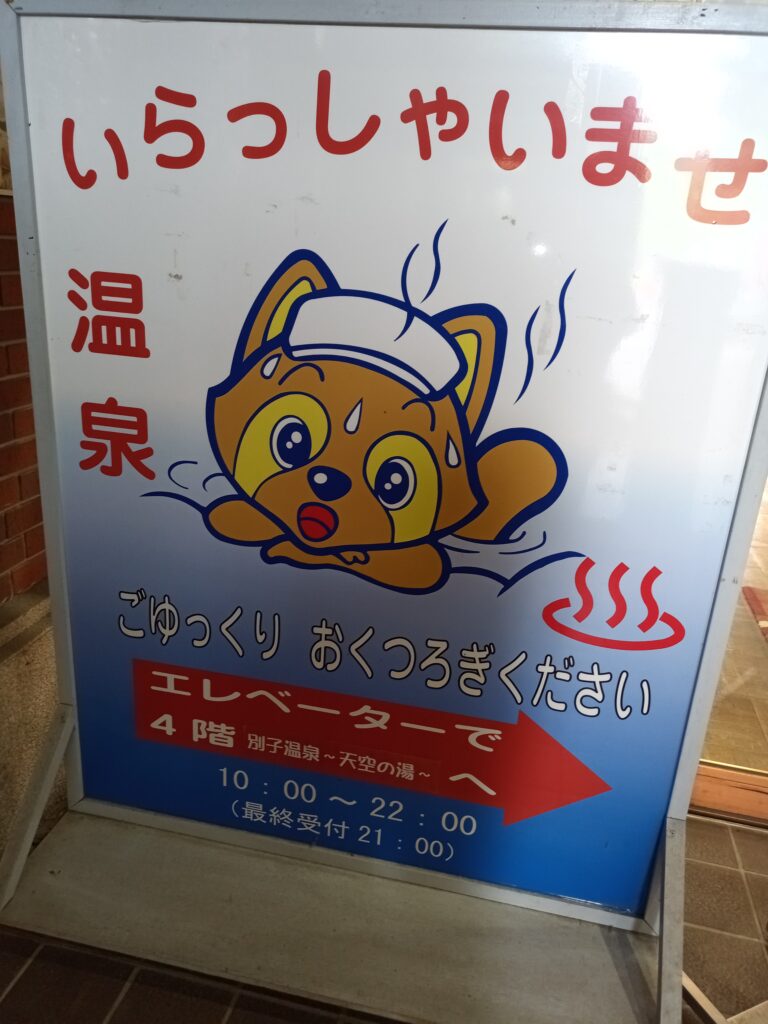 いらっしゃいませ
温泉
ごゆっくり おくつろぎください
エレベーターで
4階 別子温泉~天空の湯~ へ
10:00~22:00
(最終受付21:00)